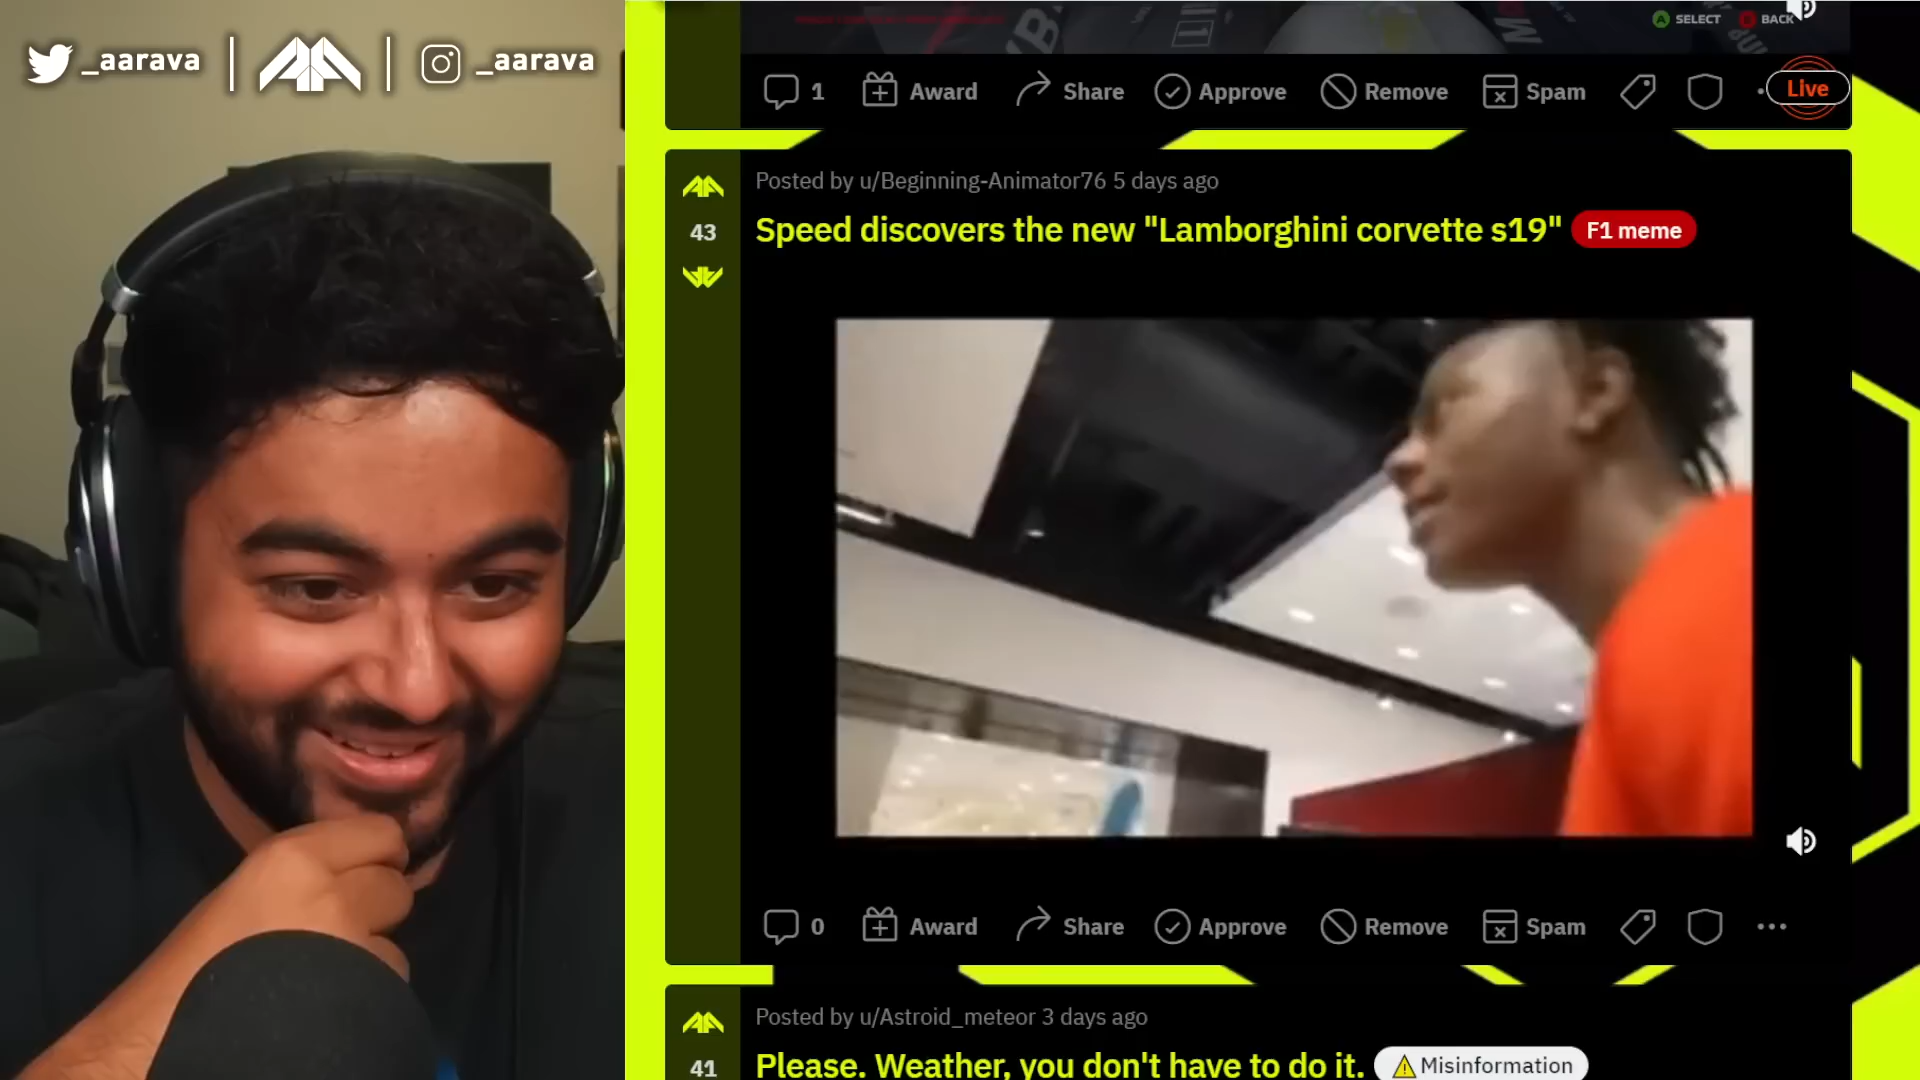 _aarava | | _aarava
SELECT BACK
1 Award Share Approve Remove Spam
Live
Posted by u/Beginning-Animator76 5 days ago
43
Speed discovers the new "Lamborghini corvette s19" F1 meme
0 Award Share Approve Remove Spam
Posted by u/Astroid_meteor 3 days ago
41
Please. Weather, you don't have to do it. Misinformation